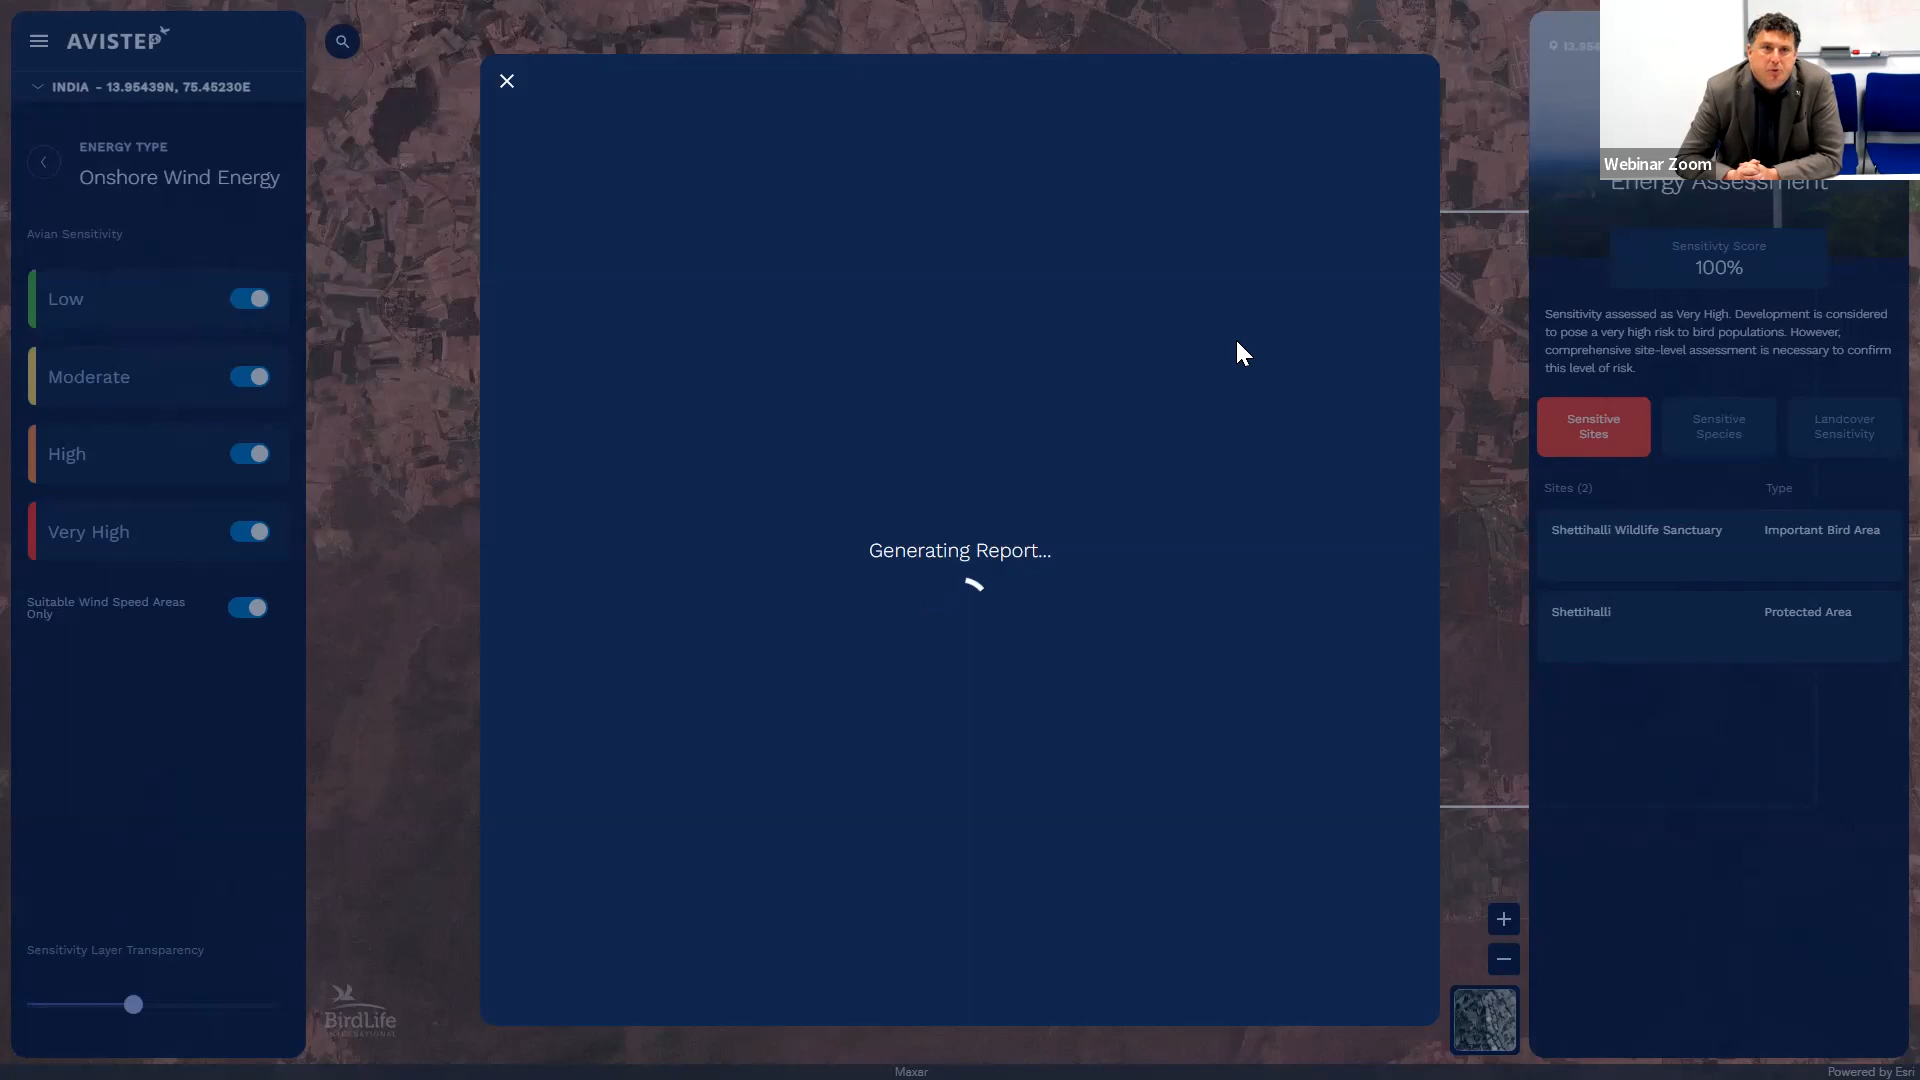 AVISTEP
INDIA - 13.95439N, 75.45230E
ENERGY TYPE
Onshore Wind Energy
Avian Sensitivity
Low
Moderate
High
Very High
Suitable Wind Speed Areas
Only
Sensitivity Layer Transparency
BirdLife
INTERNATIONAL
Generating Report...
Maxar
13.954
Webinar Zoom
Energy Assessment
Sensitivty Score
100%
Sensitivity assessed as Very High. Development is considered
to pose a very high risk to bird populations. However,
comprehensive site-level assessment is necessary to confirm
this level of risk.
Sensitive
Sites
Sensitive
Species
Landcover
Sensitivity
Sites (2)
Type
Shettihalli Wildlife Sanctuary
Important Bird Area
Shettihalli
Protected Area
Powered by Esri